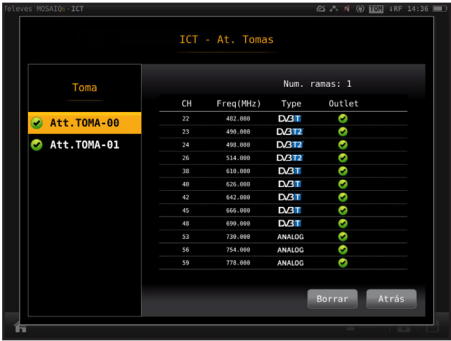 Televes MOSAIQ6-ICT
TOM IRF 14:36
ICT - At. Tomas
Toma
Att.TOMA-00
Att.TOMA-01
Num. ramas: 1
CH Freq(MHz) Type Outlet
22 482.000 DVB T
23 490.000 DVB T2
24 498.000 DVB T2
26 514.000 DVB T2
38 610.000 DVB T
40 626.000 DVB T
42 642.000 DVB T
45 666.000 DVB T
48 690.000 DVB T
53 730.000 ANALOG
56 754.000 ANALOG
59 778.000 ANALOG
Borrar Atrás